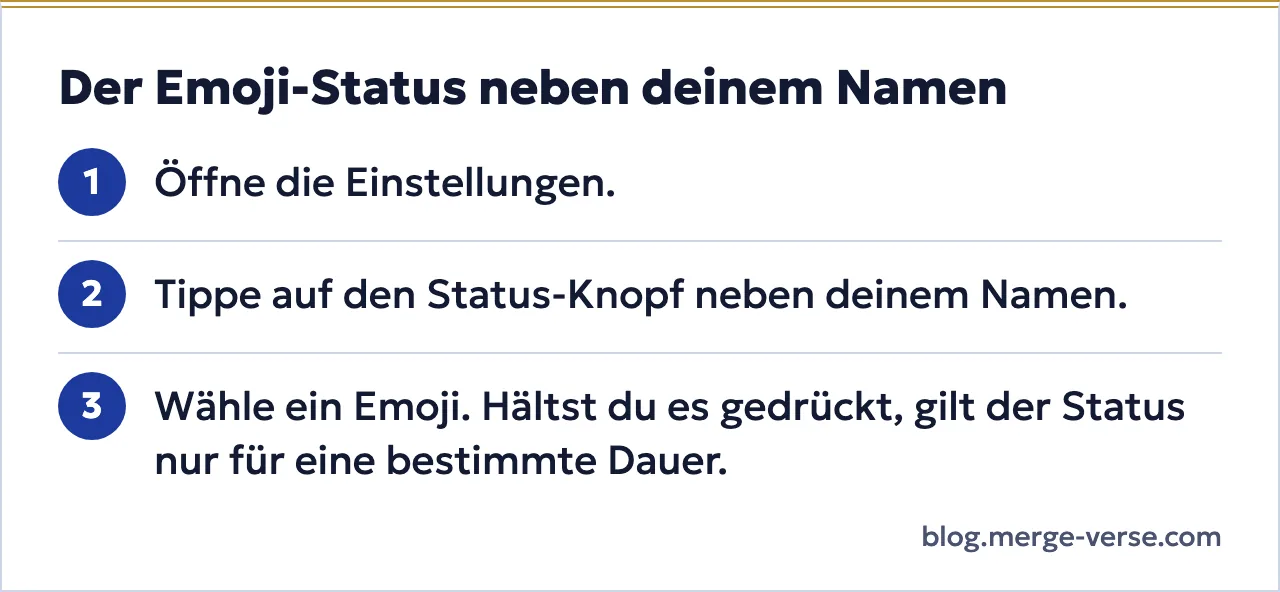 Der Emoji-Status neben deinem Namen
1 Öffne die Einstellungen.
2 Tippe auf den Status-Knopf neben deinem Namen.
3 Wähle ein Emoji. Hältst du es gedrückt, gilt der Status
nur für eine bestimmte Dauer.
blog.merge-verse.com